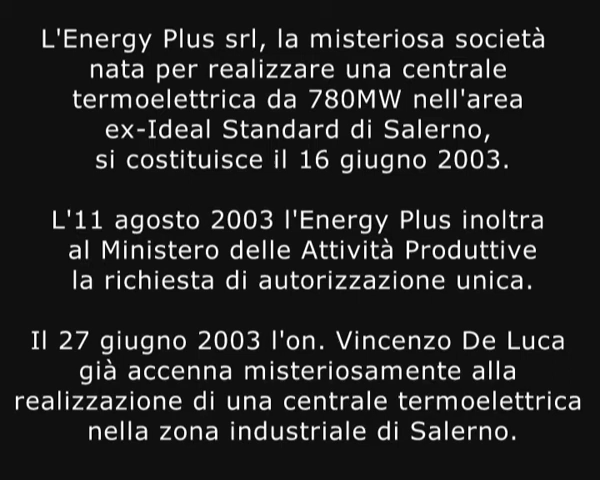 L'Energy Plus srl, la misteriosa società
nata per realizzare una centrale
termoelettrica da 780MW nell'area
ex-Ideal Standard di Salerno,
si costituisce il 16 giugno 2003.
L'11 agosto 2003 l'Energy Plus inoltra
al Ministero delle Attività Produttive
la richiesta di autorizzazione unica.
Il 27 giugno 2003 l'on. Vincenzo De Luca
già accenna misteriosamente alla
realizzazione di una centrale termoelettrica
nella zona industriale di Salerno.